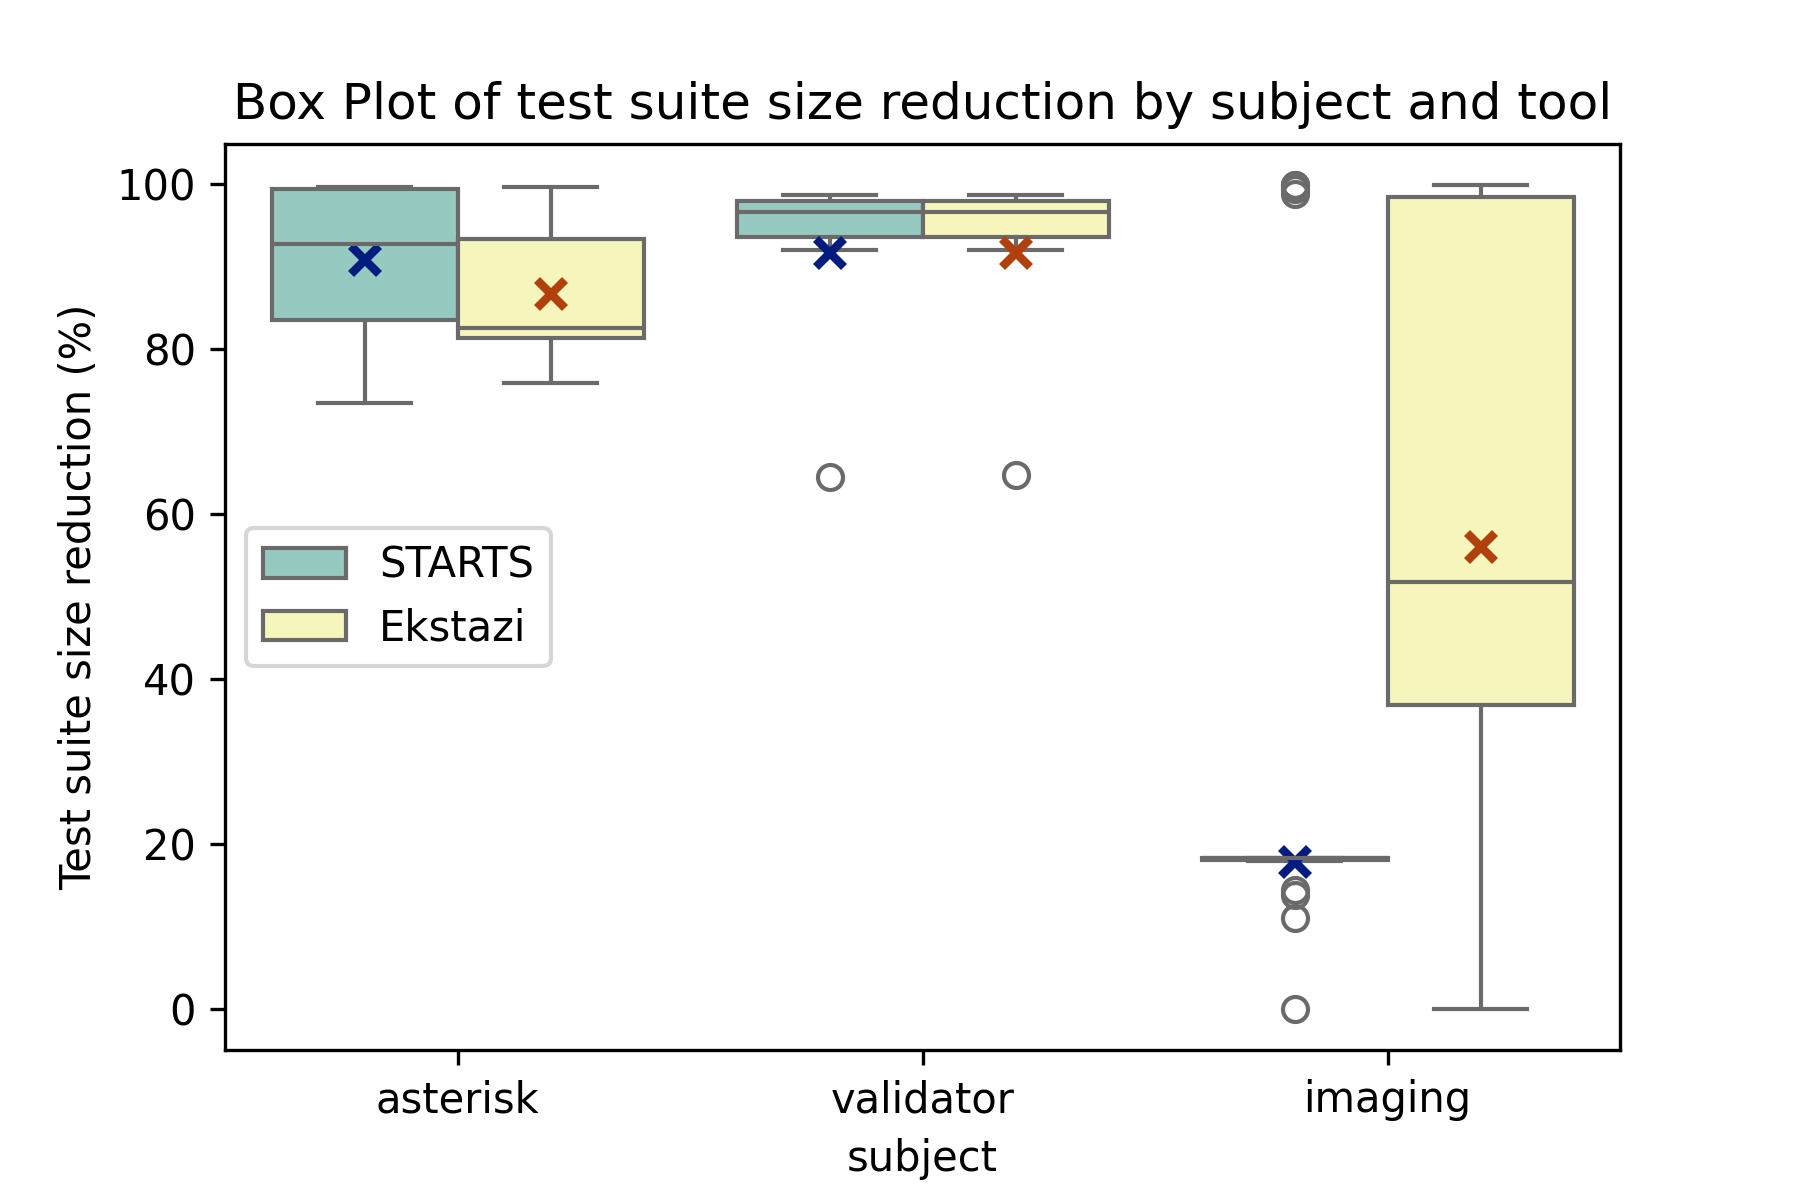 Box Plot of test suite size reduction by subject and tool
Test suite size reduction (%)
100
80
60
40
20
0
STARTS
Ekstazi
asterisk
validator
imaging
subject